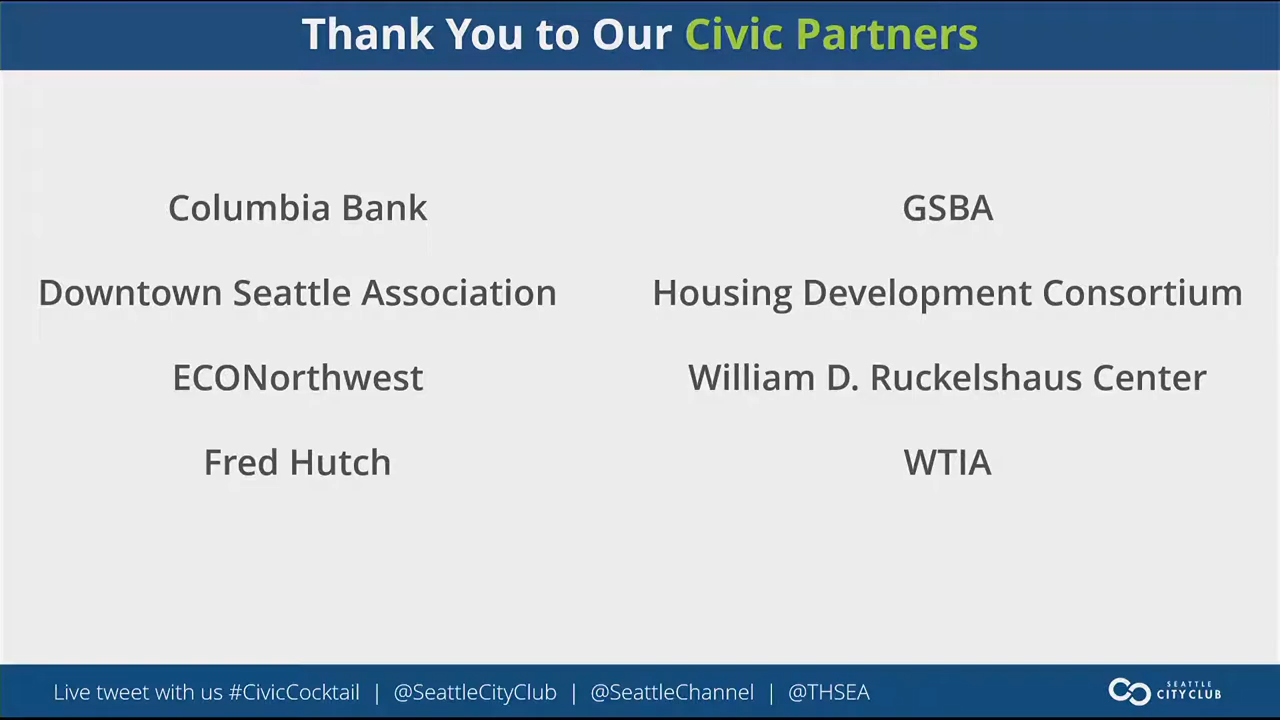 Thank You to Our Civic Partners
Columbia Bank
Downtown Seattle Association
ECONorthwest
Fred Hutch
GSBA
Housing Development Consortium
William D. Ruckelshaus Center
WTIA
Live tweet with us #CivicCocktail | @SeattleCityClub | @SeattleChannel | @THSEA
SEATTLE
CITYCLUB